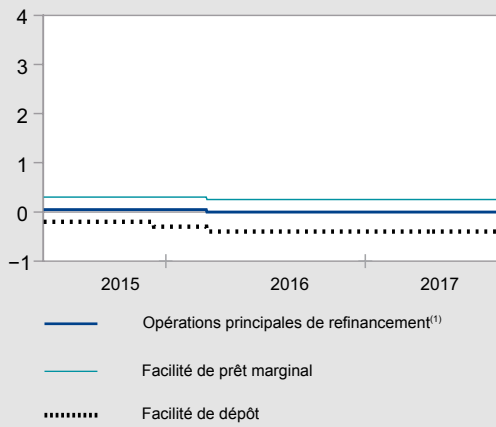 4
3
2
1
0
−1
2015 2016 2017
Opérations principales de refinancement(1)
Facilité de prêt marginal
Facilité de dépôt